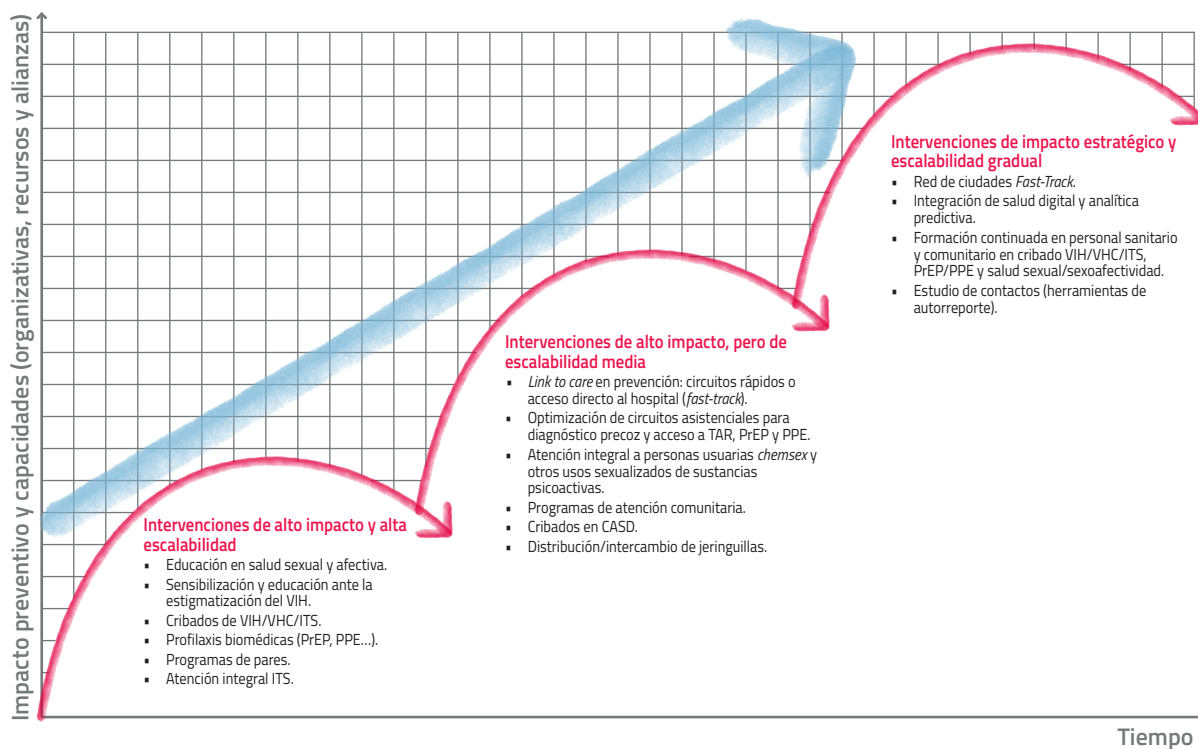 Impacto preventivo y capacidades (organizativas, recursos y alianzas)
Intervenciones de alto impacto y alta
escalabilidad
▪ Educación en salud sexual y afectiva.
▪ Sensibilización y educación ante la
estigmatización del VIH.
▪ Cribados de VIH/VHC/ITS.
▪ Profilaxis biomédicas (PrEP, PPE...).
▪ Programas de pares.
▪ Atención integral ITS.
Intervenciones de alto impacto, pero de
escalabilidad media
▪ Link to care en prevención: circuitos rápidos o
acceso directo al hospital (fast-track).
▪ Optimización de circuitos asistenciales para
diagnóstico precoz y acceso a TAR, PrEP y PPE.
▪ Atención integral a personas usuarias chemsex y
otros usos sexualizados de sustancias
psicoactivas.
▪ Programas de atención comunitaria.
▪ Cribados en CASD.
▪ Distribución/intercambio de jeringuillas.
Intervenciones de impacto estratégico y
escalabilidad gradual
▪ Red de ciudades Fast-Track.
▪ Integración de salud digital y analítica
predictiva.
▪ Formación continuada en personal sanitario
y comunitario en cribado VIH/VHC/ITS,
PrEP/PPE y salud sexual/sexoafectividad.
▪ Estudio de contactos (herramientas de
autorreporte).
Tiempo